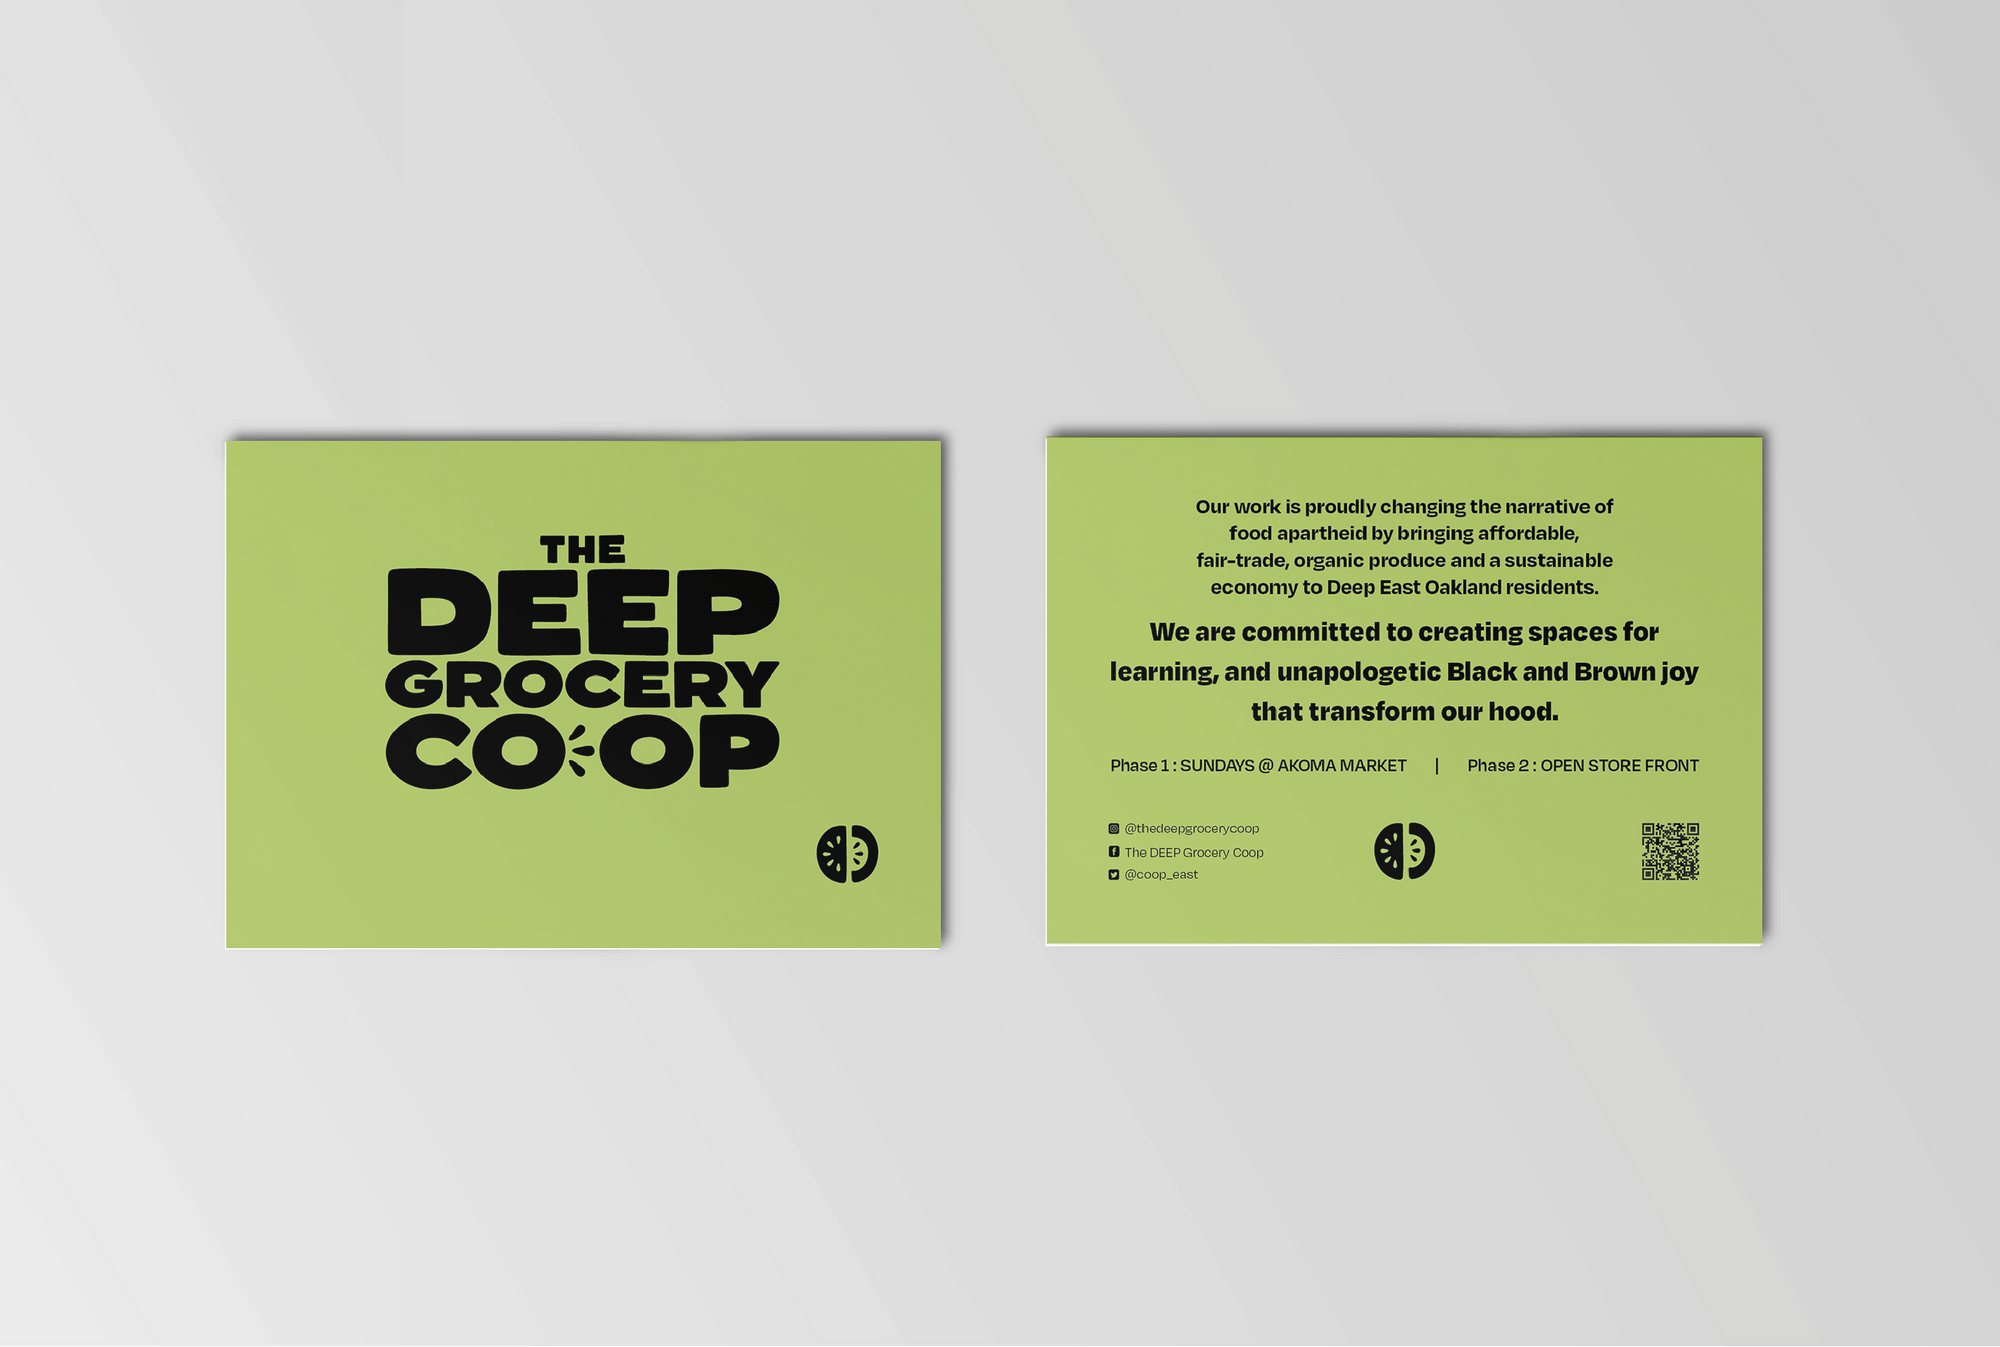 THE
DEEP
GROCERY
CO OP
Our work is proudly changing the narrative of
food apartheid by bringing affordable,
fair-trade, organic produce and a sustainable
economy to Deep East Oakland residents.
We are committed to creating spaces for
learning, and unapologetic Black and Brown joy
that transform our hood.
Phase 1 : SUNDAYS @ AKOMA MARKET | Phase 2 : OPEN STORE FRONT
@thedeepgrocerycoop
The DEEP Grocery Coop
@coop_east